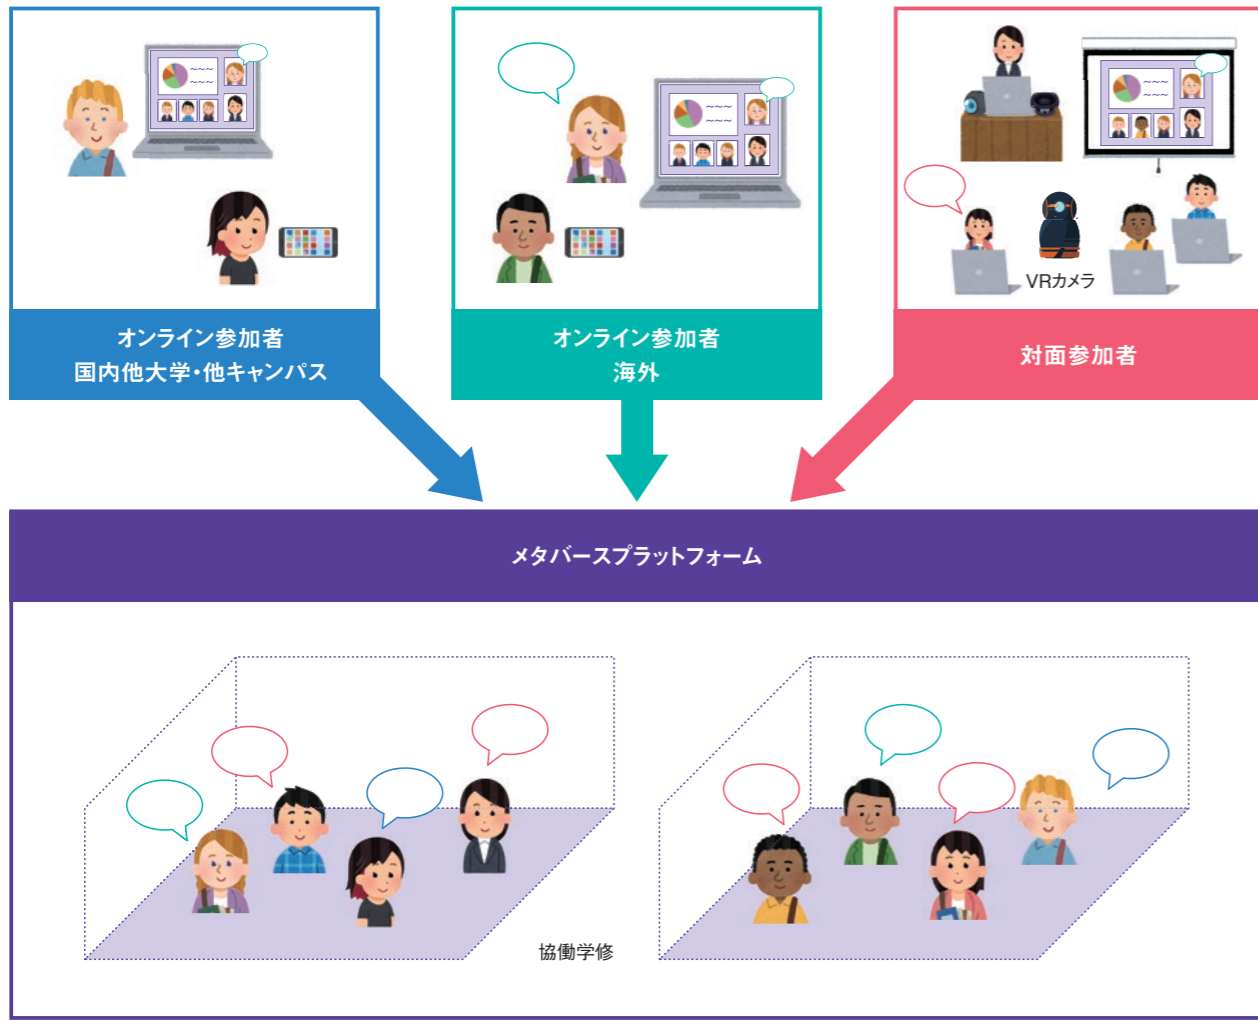 VRカメラ
オンライン参加者
国内他大学・他キャンパス
オンライン参加者
海外
対面参加者
メタバースプラットフォーム
協働学修